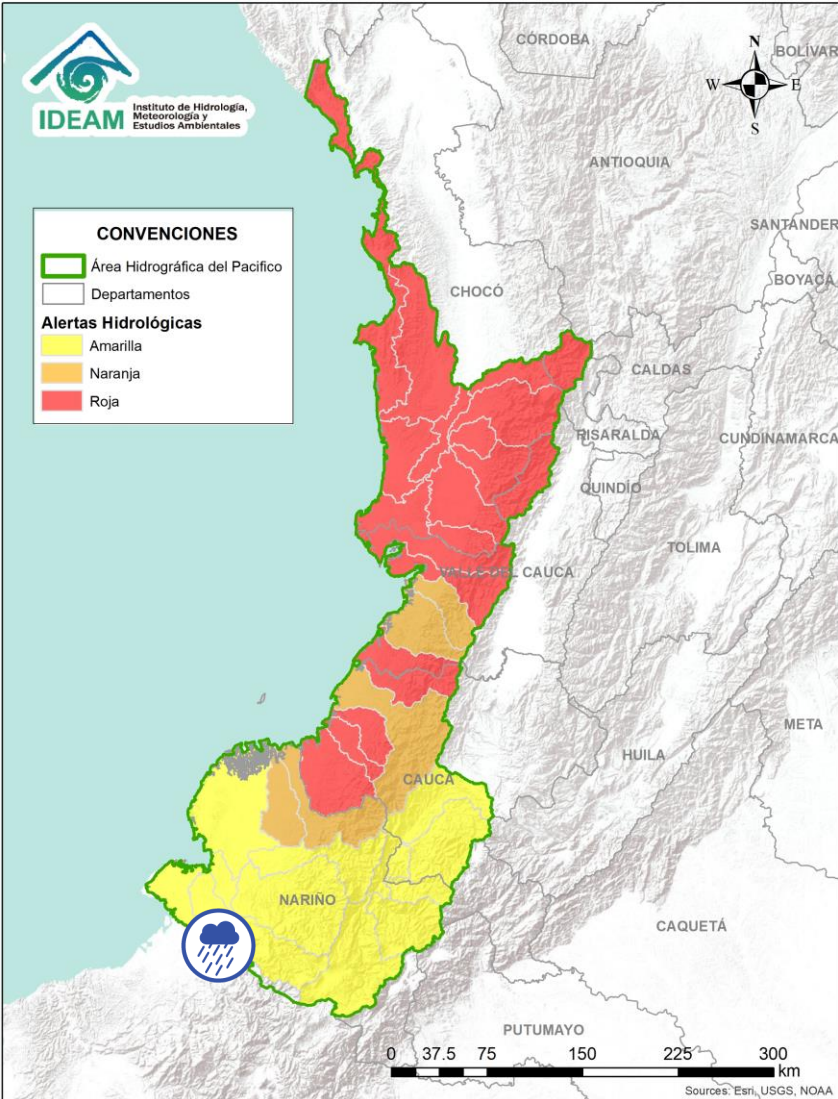 IDEAM
Instituto de Hidrología,
Meteorología y
Estudios Ambientales
CONVENCIONES
Área Hidrográfica del Pacifico
Departamentos
Alertas Hidrológicas
Amarilla
Naranja
Roja
N
W E
S
CÓRDOBA
BOLÍVAR
ANTIOQUIA
SANTANDER
BOYACÁ
CHOCÓ
CALDAS
RISARALDA
CUNDINAMARCA
QUINDÍO
TOLIMA
VALLE DEL CAUCA
META
HUILA
CAUCA
NARIÑO
CAQUETÁ
PUTUMAYO
0 37.5 75 150 225 300
km
Sources: Esri, USGS, NOAA